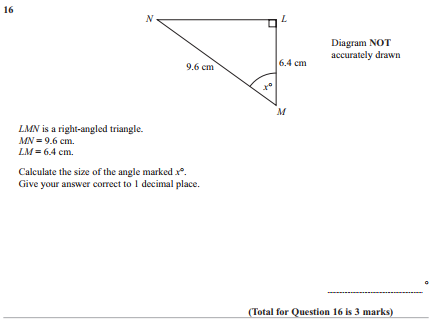 16
N
L
Diagram NOT
accurately drawn
9.6 cm
6.4 cm
x°
M
LMN is a right-angled triangle.
MN = 9.6 cm.
LM = 6.4 cm.
Calculate the size of the angle marked x°.
Give your answer correct to 1 decimal place.
°
(Total for Question 16 is 3 marks)